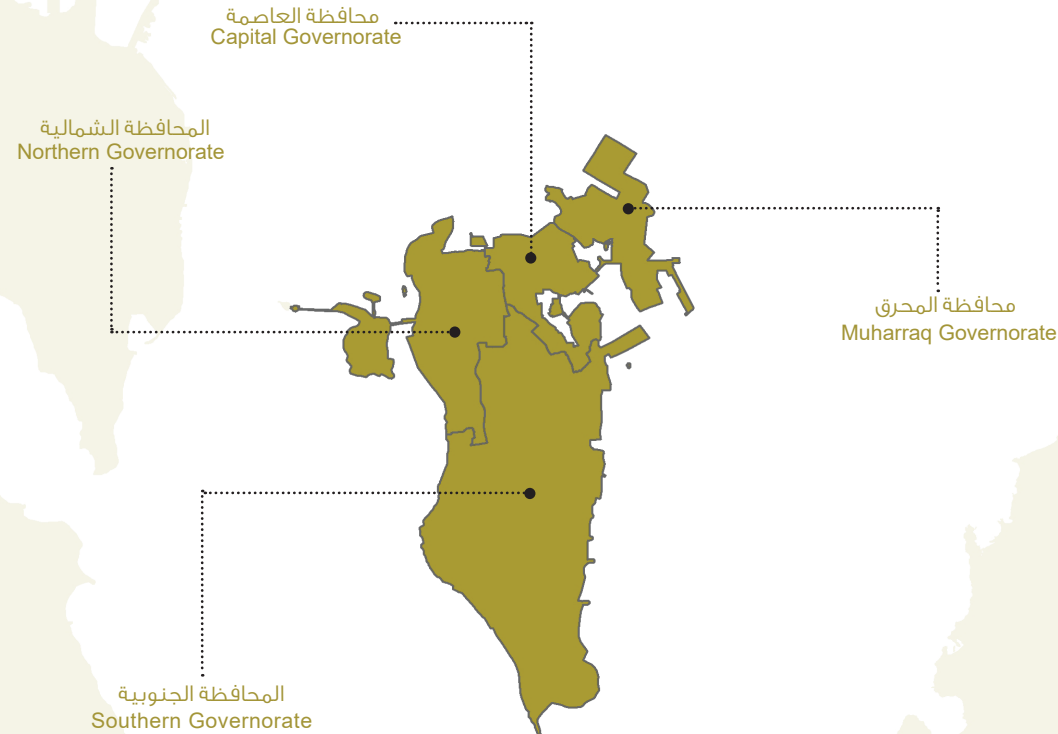 محافظة العاصمة
Capital Governorate
المحافظة الشمالية
Northern Governorate
محافظة المحرق
Muharraq Governorate
المحافظة الجنوبية
Southern Governorate